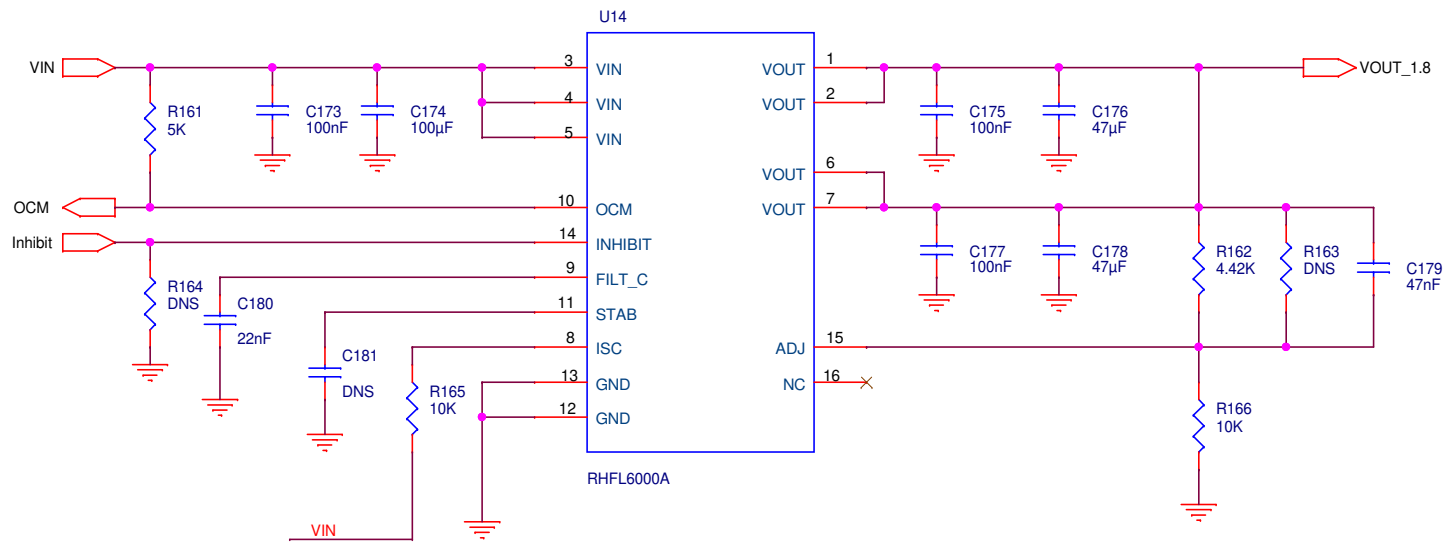 U14
VIN
3
VIN
VOUT
1
VOUT_1.8
4
VIN
VOUT
2
R161
5K
C173
100nF
C174
100µF
C175
100nF
C176
47µF
5
VIN
VOUT
6
OCM
10
OCM
VOUT
7
Inhibit
14
INHIBIT
C177
100nF
C178
47µF
R162
4.42K
R163
DNS
C179
47nF
R164
DNS
9
FILT_C
C180
22nF
11
STAB
8
ISC
ADJ
15
C181
DNS
R165
10K
13
GND
NC
16
12
GND
R166
10K
RHFL6000A
VIN